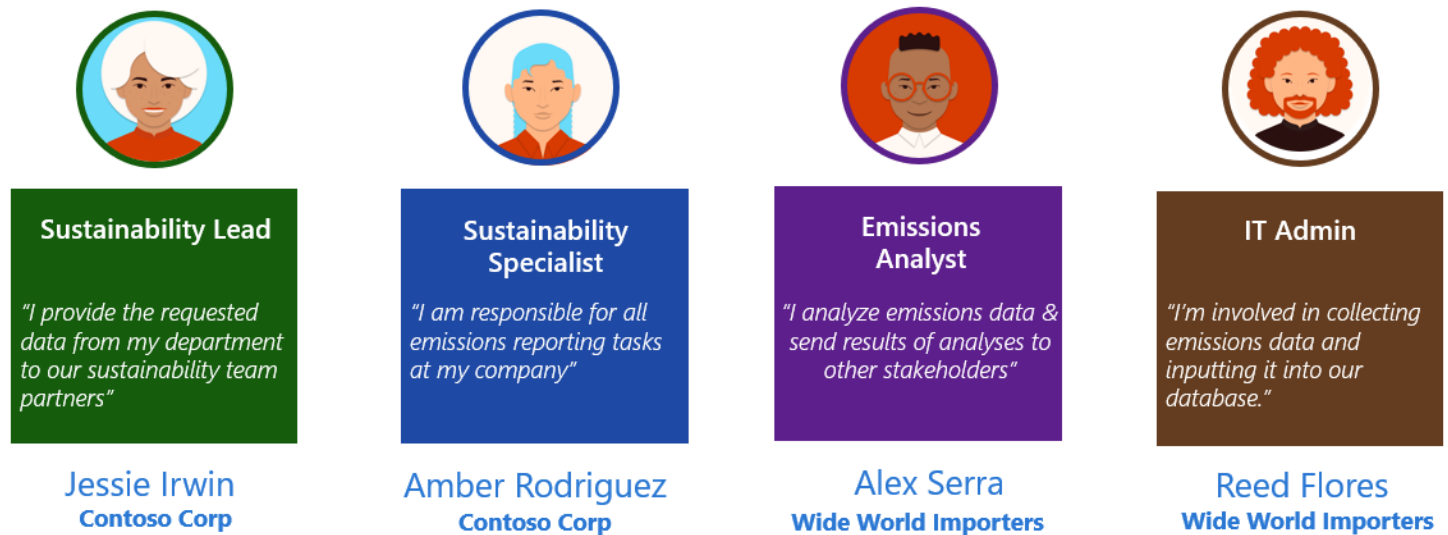 Sustainability Lead
“I provide the requested
data from my department
to our sustainability team
partners”
Jessie Irwin
Contoso Corp
Sustainability
Specialist
“I am responsible for all
emissions reporting tasks
at my company”
Amber Rodriguez
Contoso Corp
Emissions
Analyst
“I analyze emissions data &
send results of analyses to
other stakeholders”
Alex Serra
Wide World Importers
IT Admin
“I’m involved in collecting
emissions data and
inputting it into our
database.”
Reed Flores
Wide World Importers